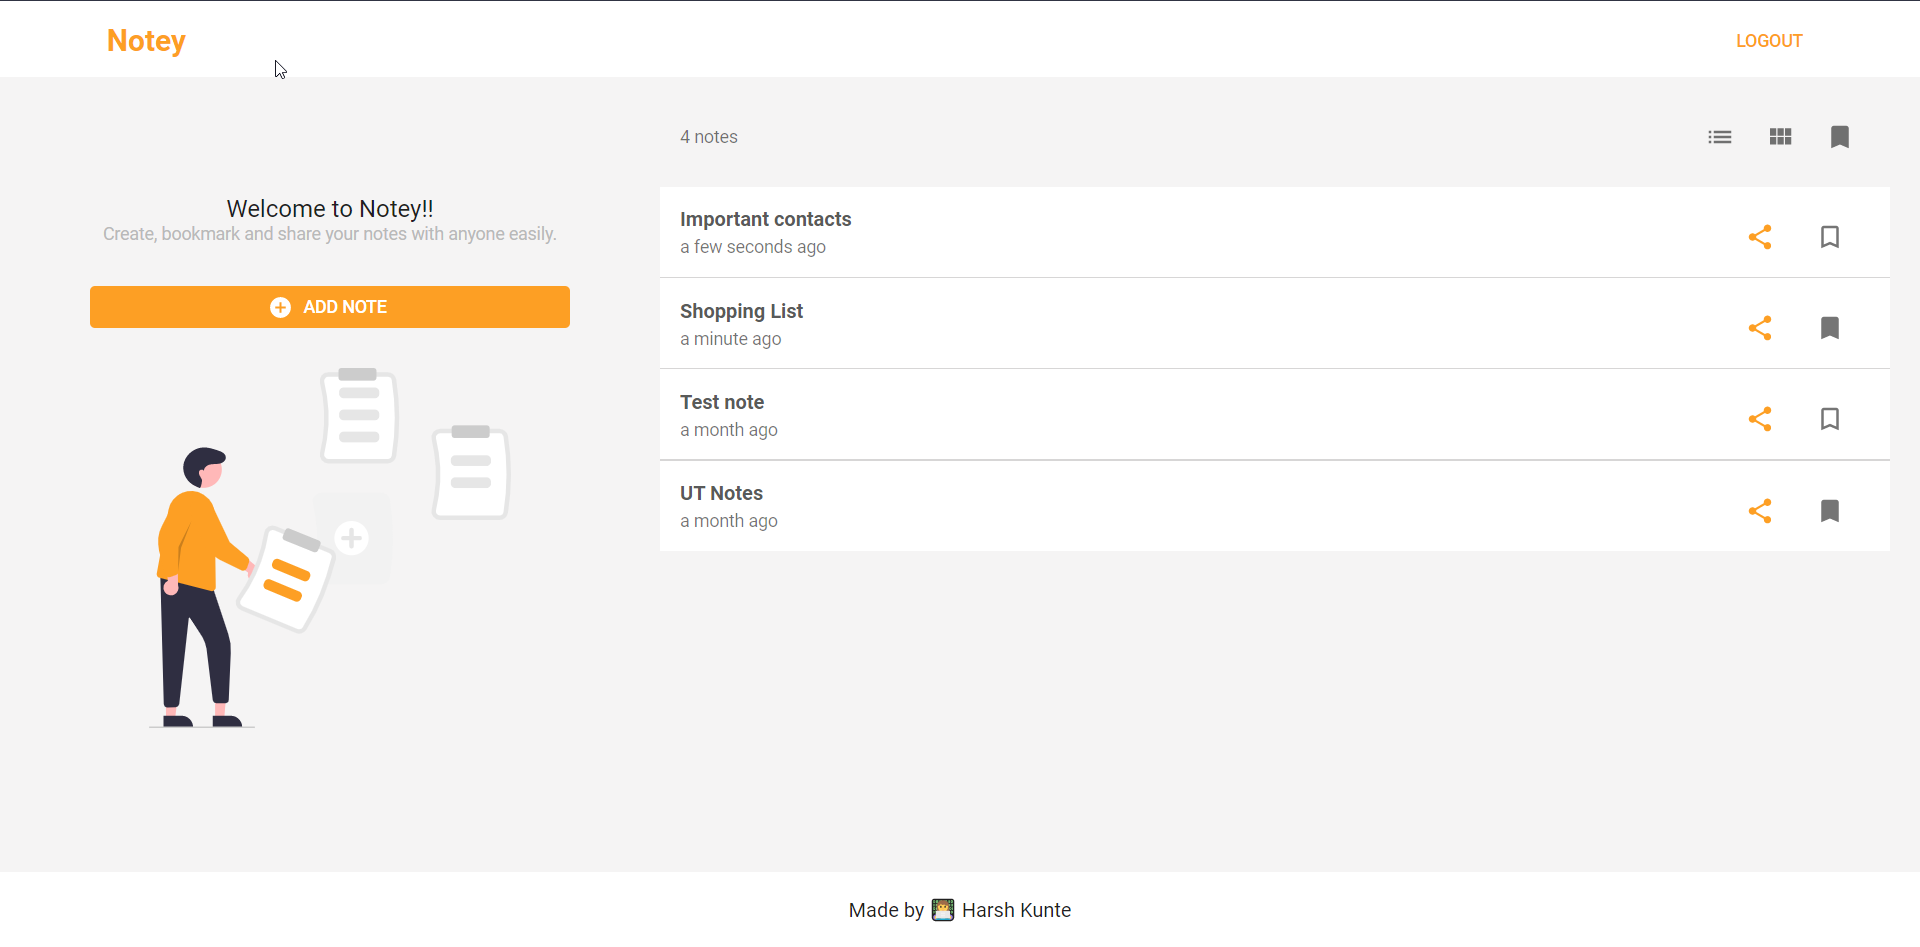 Notey
LOGOUT
Welcome to Notey!!
Create, bookmark and share your notes with anyone easily.
ADD NOTE
4 notes
Important contacts
a few seconds ago
Shopping List
a minute ago
Test note
a month ago
UT Notes
a month ago
Made by 👨‍💻 Harsh Kunte